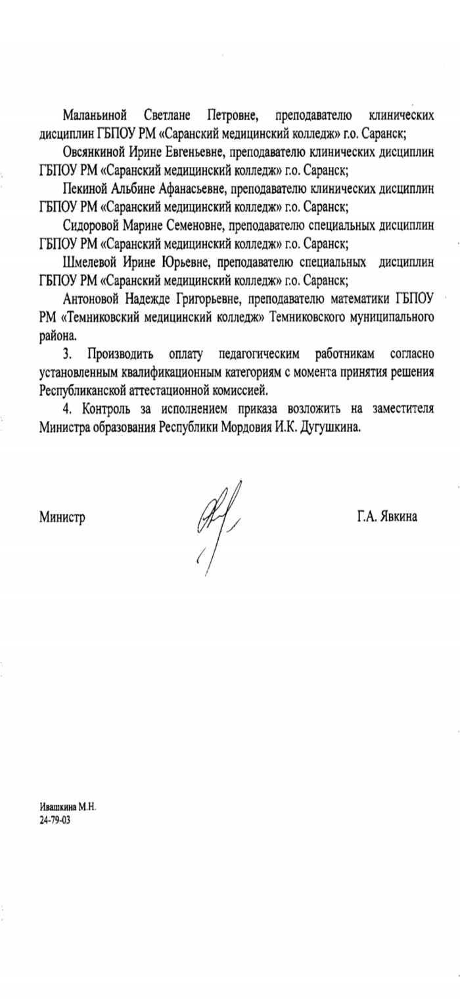 Маланьиной Светлане Петровне, преподавателю клинических
дисциплин ГБПОУ РМ «Саранский медицинский колледж» г.о. Саранск;
Овсянкиной Ирине Евгеньевне, преподавателю клинических дисциплин
ГБПОУ РМ «Саранский медицинский колледж» г.о. Саранск;
Пекиной Альбине Афанасьевне, преподавателю клинических дисциплин
ГБПОУ РМ «Саранский медицинский колледж» г.о. Саранск;
Сидоровой Марине Семеновне, преподавателю специальных дисциплин
ГБПОУ РМ «Саранский медицинский колледж» г.о. Саранск;
Шмелевой Ирине Юрьевне, преподавателю специальных дисциплин
ГБПОУ РМ «Саранский медицинский колледж» г.о. Саранск;
Антоновой Надежде Григорьевне, преподавателю математики ГБПОУ
РМ «Темниковский медицинский колледж» Темниковского муниципального
района.
3. Производить оплату педагогическим работникам согласно
установленным квалификационным категориям с момента принятия решения
Республиканской аттестационной комиссией.
4. Контроль за исполнением приказа возложить на заместителя
Министра образования Республики Мордовия И.К. Дугушкина.
Министр Г.А. Явкина
Ивашкина М.Н.
24-79-03